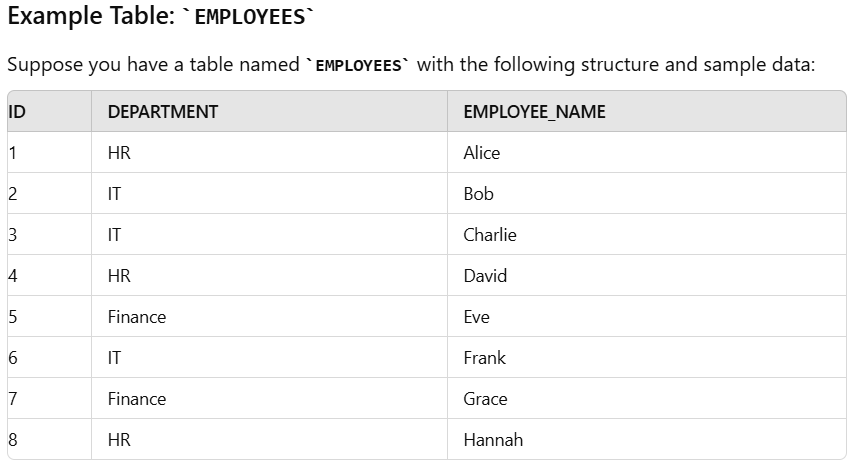 Example Table: `EMPLOYEES`
Suppose you have a table named `EMPLOYEES` with the following structure and sample data:
ID DEPARTMENT EMPLOYEE_NAME
1 HR Alice
2 IT Bob
3 IT Charlie
4 HR David
5 Finance Eve
6 IT Frank
7 Finance Grace
8 HR Hannah